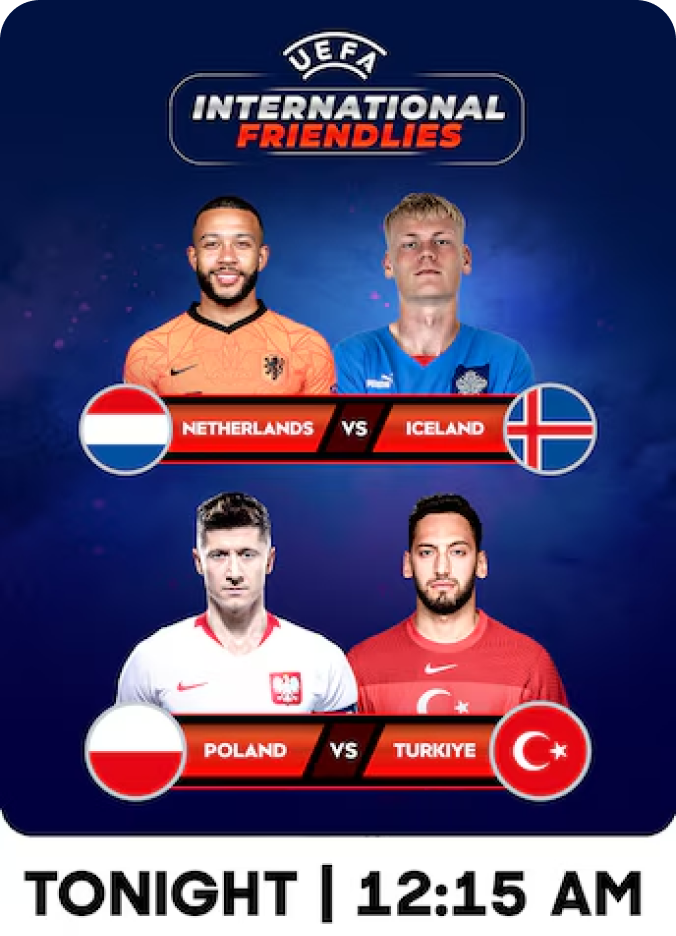 UEFA
INTERNATIONAL
FRIENDLIES
NETHERLANDS VS ICELAND
POLAND VS TURKIYE
TONIGHT | 12:15 AM